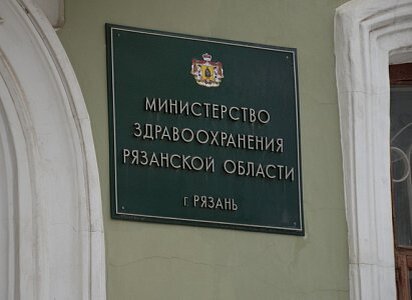 МИНИСТЕРСТВО
ЗДРАВООХРАНЕНИЯ
РЯЗАНСКОЙ ОБЛАСТИ
г РЯЗАНЬ